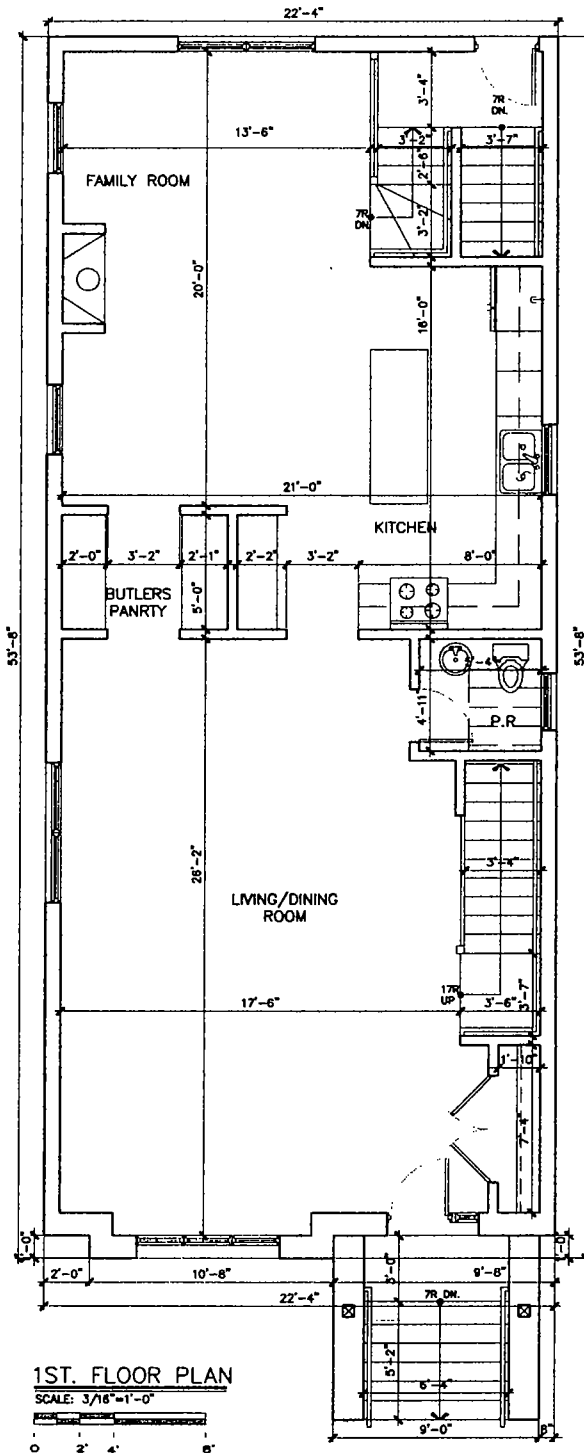 22'-4"
3'-4"
7R
DN.
13'-6"
3'-2"
3'-7"
FAMILY ROOM
2'-6"
7R
DN.
3'-2"
20'-0"
16'-0"
21'-0"
KITCHEN
2'-0"
3'-2"
2'-1"
2'-2"
3'-2"
8'-0"
BUTLERS
PANRTY
5'-0"
53'-8"
53'-8"
4'-11"
P.R
3'-4"
26'-2"
LIVING/DINING
ROOM
17R
UP
3'-7"
17'-6"
3'-6"
1'-10"
7'-4"
2'-0"
10'-8"
3'-0"
9'-8"
22'-4"
7R DN.
5'-2"
6'-4"
9'-0"
8"
1ST. FLOOR PLAN
SCALE: 3/16"=1'-0"
0 2' 4' 8'